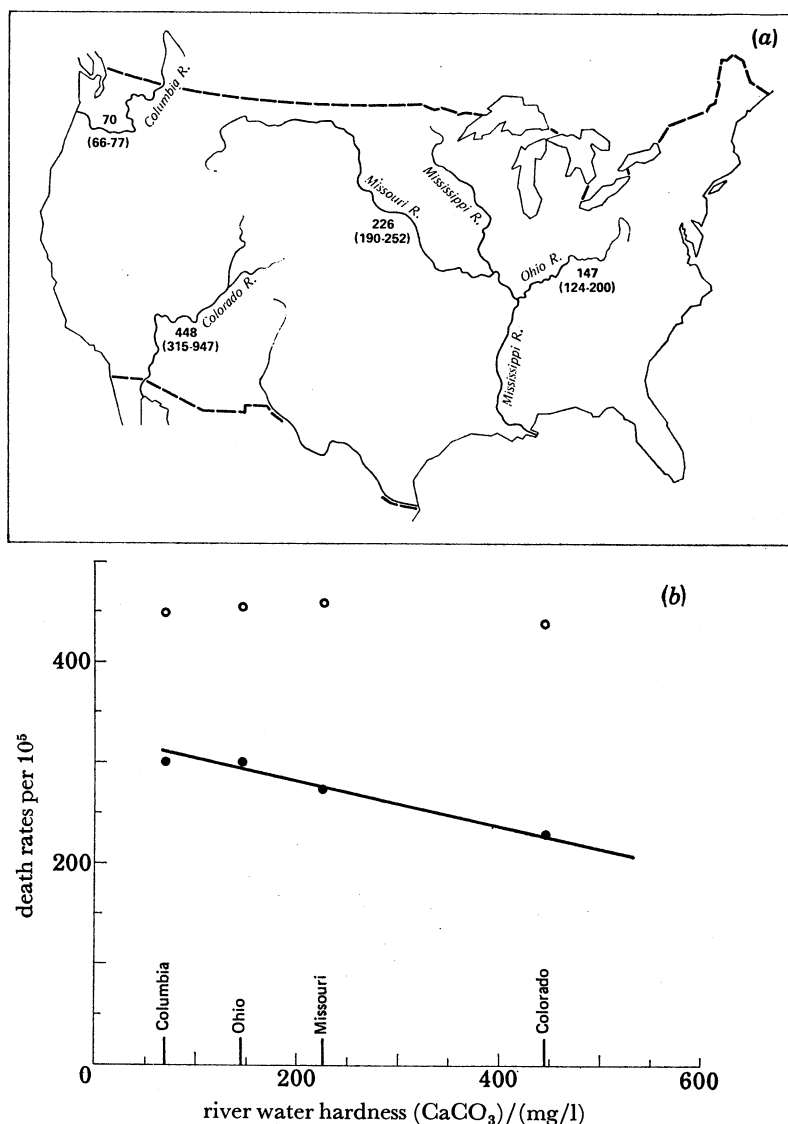 (a)
Columbia R.
70
(66-77)
Missouri R.
Mississippi R.
226
(190-252)
Ohio R.
147
(124-200)
Colorado R.
448
(315-947)
Mississippi R.
(b)
400
200
death rates per 10⁵
Columbia
Ohio
Missouri
Colorado
0
200
400
600
river water hardness (CaCO₃)/(mg/l)